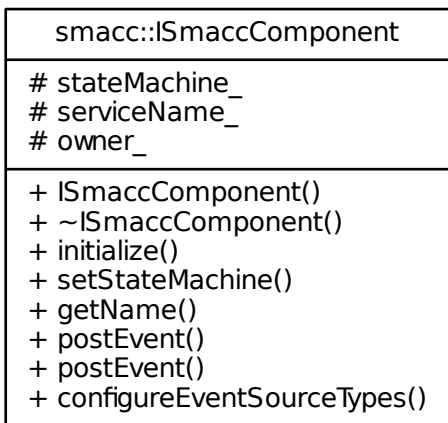 smacc::ISmaccComponent
# stateMachine_
# serviceName_
# owner_
+ ISmaccComponent()
+ ~ISmaccComponent()
+ initialize()
+ setStateMachine()
+ getName()
+ postEvent()
+ postEvent()
+ configureEventSourceTypes()